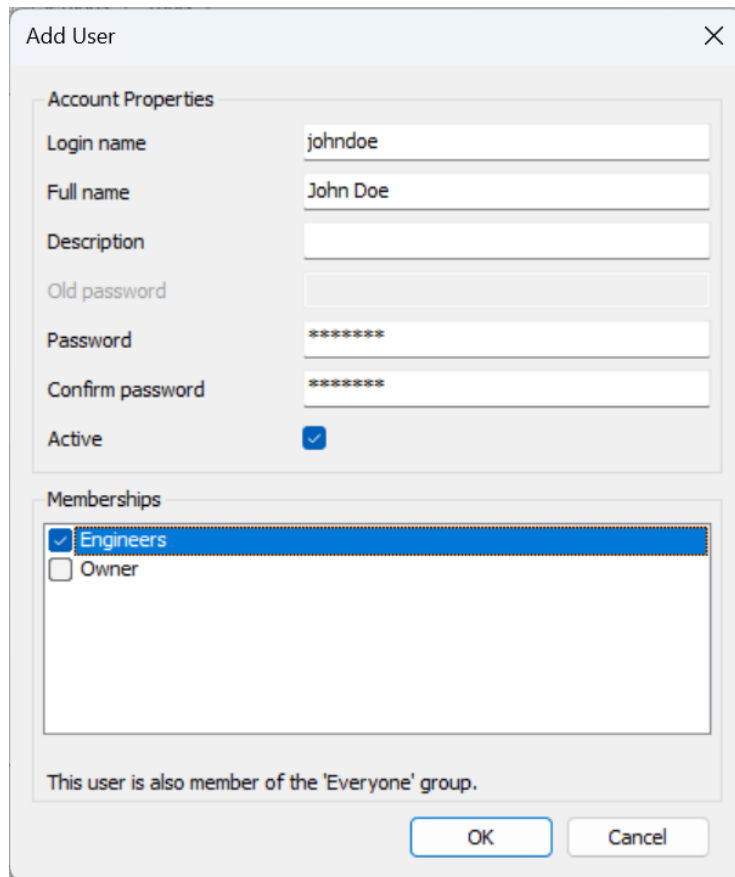 Add User
Account Properties
Login name johndoe
Full name John Doe
Description
Old password
Password *******
Confirm password *******
Active
Memberships
Engineers
Owner
This user is also member of the 'Everyone' group.
OK Cancel